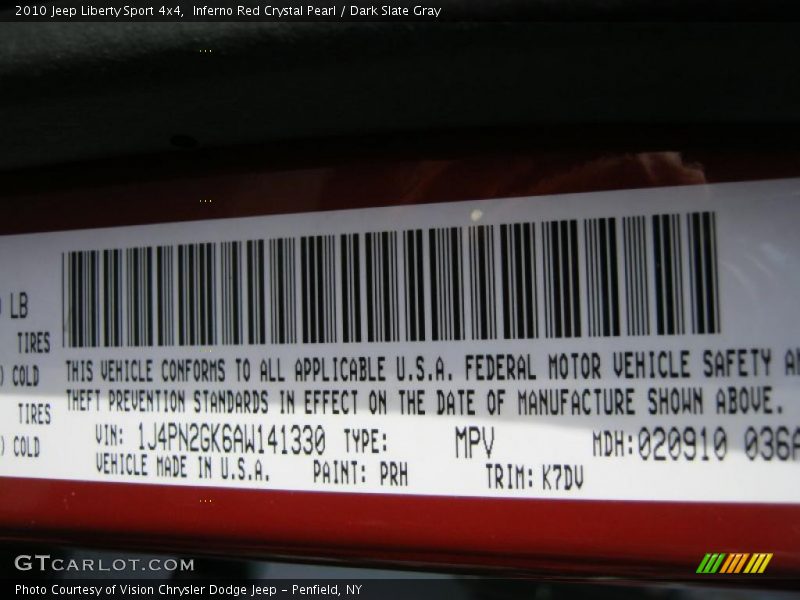 2010 Jeep Liberty Sport 4x4, Inferno Red Crystal Pearl / Dark Slate Gray
LB
TIRES
) COLD
TIRES
) COLD
THIS VEHICLE CONFORMS TO ALL APPLICABLE U.S.A. FEDERAL MOTOR VEHICLE SAFETY
THEFT PREVENTION STANDARDS IN EFFECT ON THE DATE OF MANUFACTURE SHOWN ABOVE.
VIN: 1J4PN2GK6AW141330 TYPE: MPV MDH:020910 036A
VEHICLE MADE IN U.S.A. PAINT: PRH TRIM: K7DV
GTCARLOT.COM
Photo Courtesy of Vision Chrysler Dodge Jeep - Penfield, NY